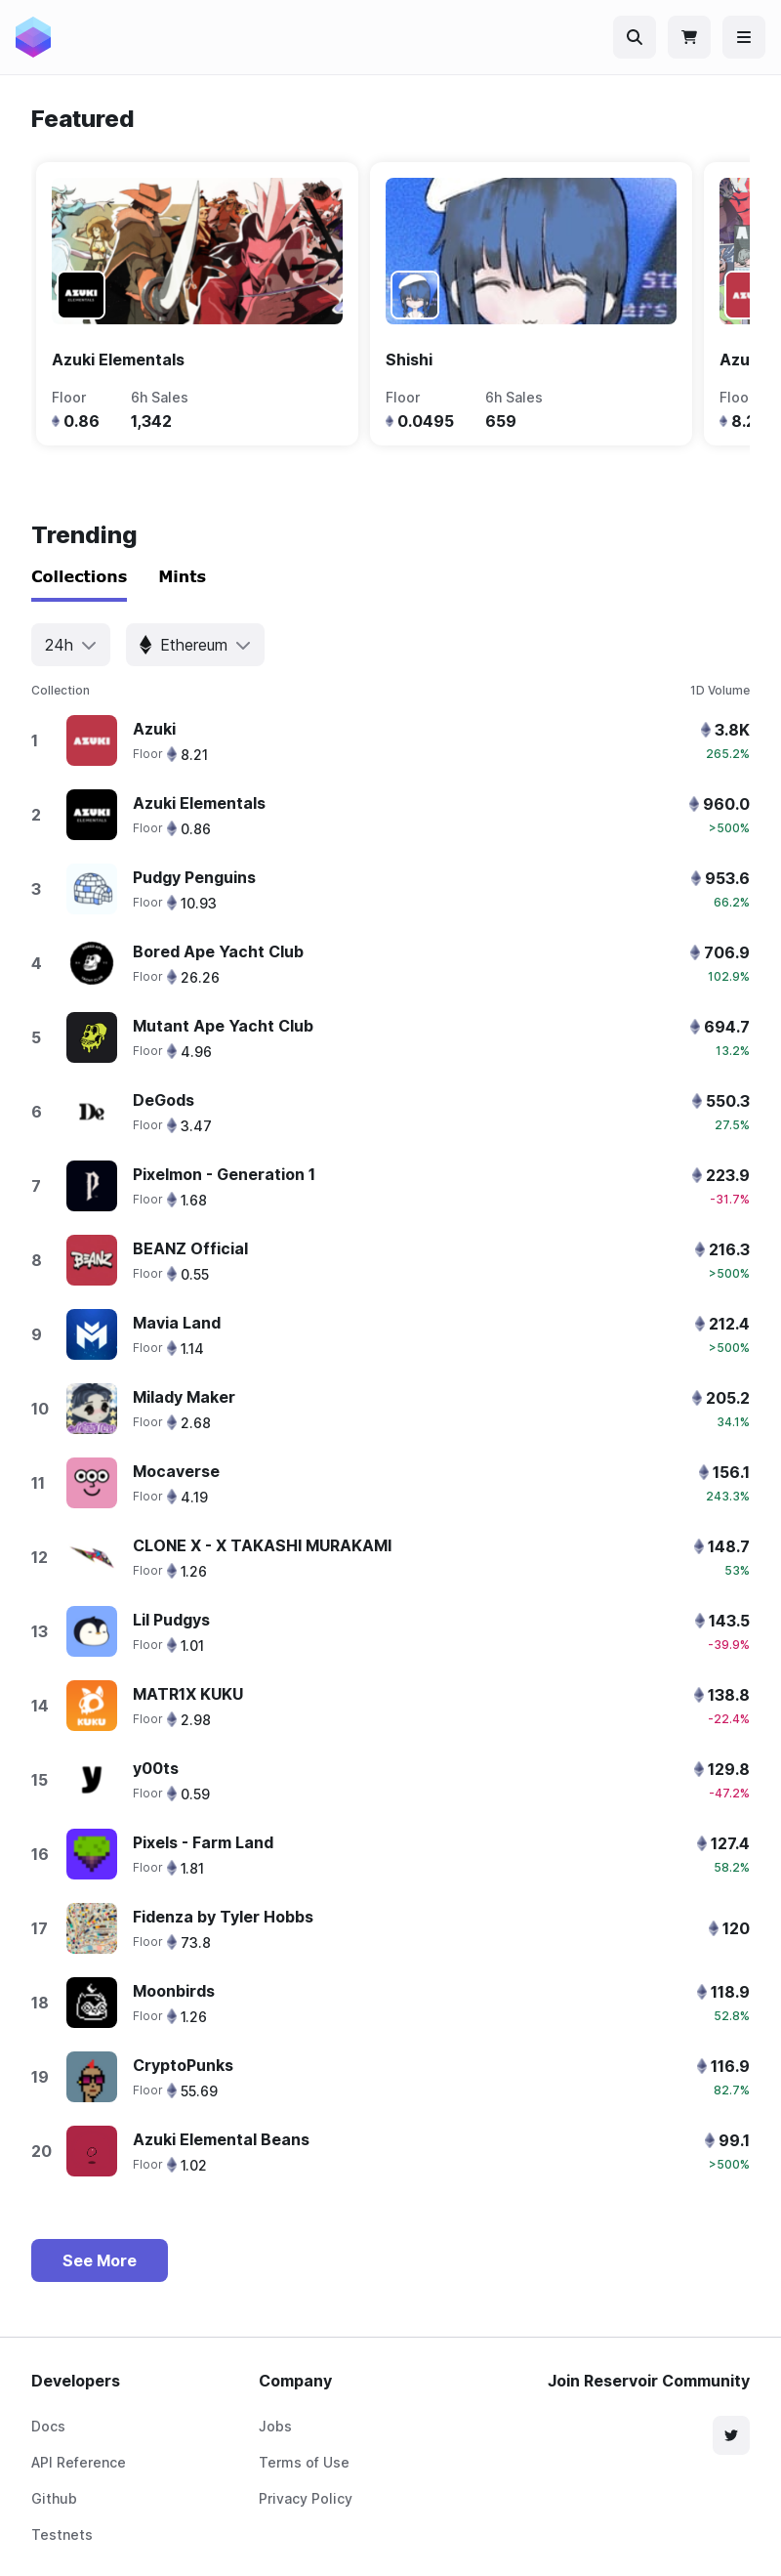 Featured
AZUKI
ELEMENTALS
Azuki Elementals
Floor
6h Sales
0.86
1,342
Shishi
Floor
6h Sales
0.0495
659
Trending
Collections
Mints
24h
Ethereum
Collection
1D Volume
1
AZUKI
Azuki
Floor 8.21
3.8K
265.2%
2
AZUKI
ELEMENTALS
Azuki Elementals
Floor 0.86
960.0
>500%
3
Pudgy Penguins
Floor 10.93
953.6
66.2%
4
Bored Ape Yacht Club
Floor 26.26
706.9
102.9%
5
Mutant Ape Yacht Club
Floor 4.96
694.7
13.2%
6
De
DeGods
Floor 3.47
550.3
27.5%
7
P
Pixelmon - Generation 1
Floor 1.68
223.9
-31.7%
8
BEANZ
BEANZ Official
Floor 0.55
216.3
>500%
9
Mavia Land
Floor 1.14
212.4
>500%
10
Milady Maker
Floor 2.68
205.2
34.1%
11
Mocaverse
Floor 4.19
156.1
243.3%
12
CLONE X - X TAKASHI MURAKAMI
Floor 1.26
148.7
53%
13
Lil Pudgys
Floor 1.01
143.5
-39.9%
14
KUKU
MATR1X KUKU
Floor 2.98
138.8
-22.4%
15
y
y00ts
Floor 0.59
129.8
-47.2%
16
Pixels - Farm Land
Floor 1.81
127.4
58.2%
17
Fidenza by Tyler Hobbs
Floor 73.8
120
18
Moonbirds
Floor 1.26
118.9
52.8%
19
CryptoPunks
Floor 55.69
116.9
82.7%
20
Azuki Elemental Beans
Floor 1.02
99.1
>500%
See More
Developers
Company
Join Reservoir Community
Docs
Jobs
API Reference
Terms of Use
Github
Privacy Policy
Testnets